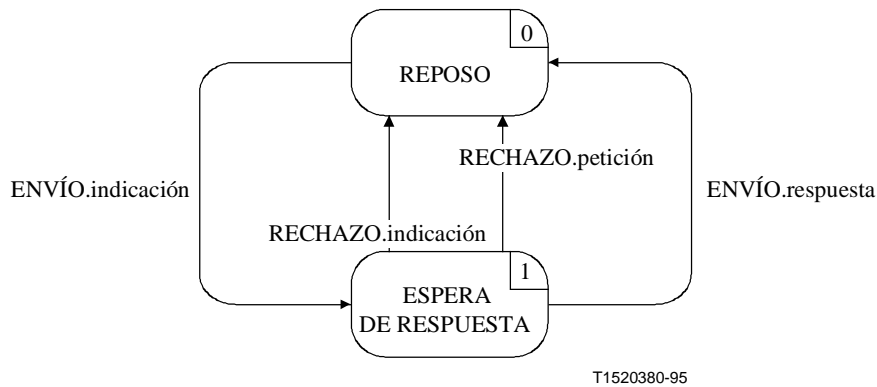 0
REPOSO
RECHAZO.petición
ENVÍO.indicación
ENVÍO.respuesta
RECHAZO.indicación
1
ESPERA
DE RESPUESTA
T1520380-95